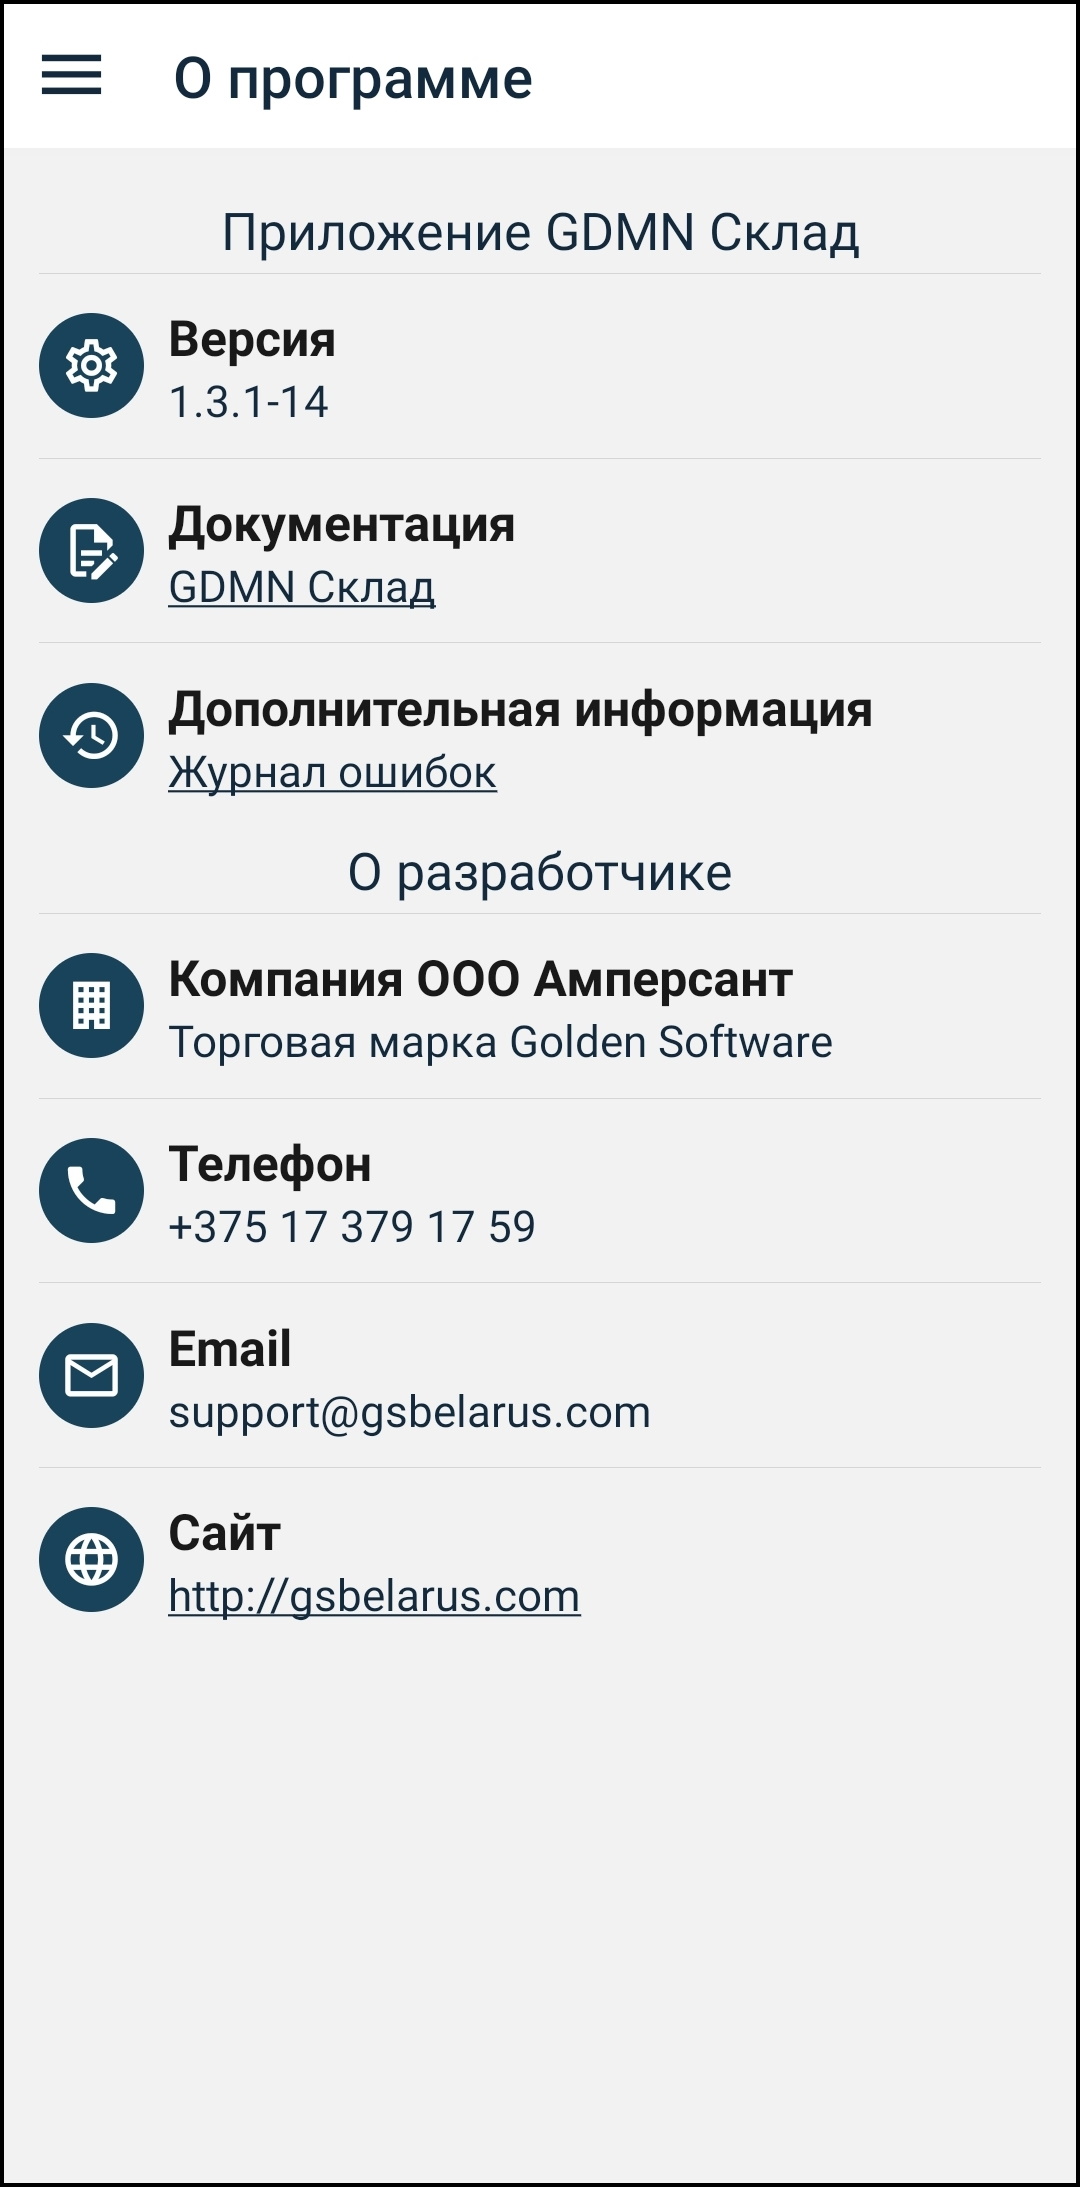 О программе
Приложение GDMN Склад
Версия
1.3.1-14
Документация
GDMN Склад
Дополнительная информация
Журнал ошибок
О разработчике
Компания ООО Амперсант
Торговая марка Golden Software
Телефон
+375 17 379 17 59
Email
support@gsbelarus.com
Сайт
http://gsbelarus.com